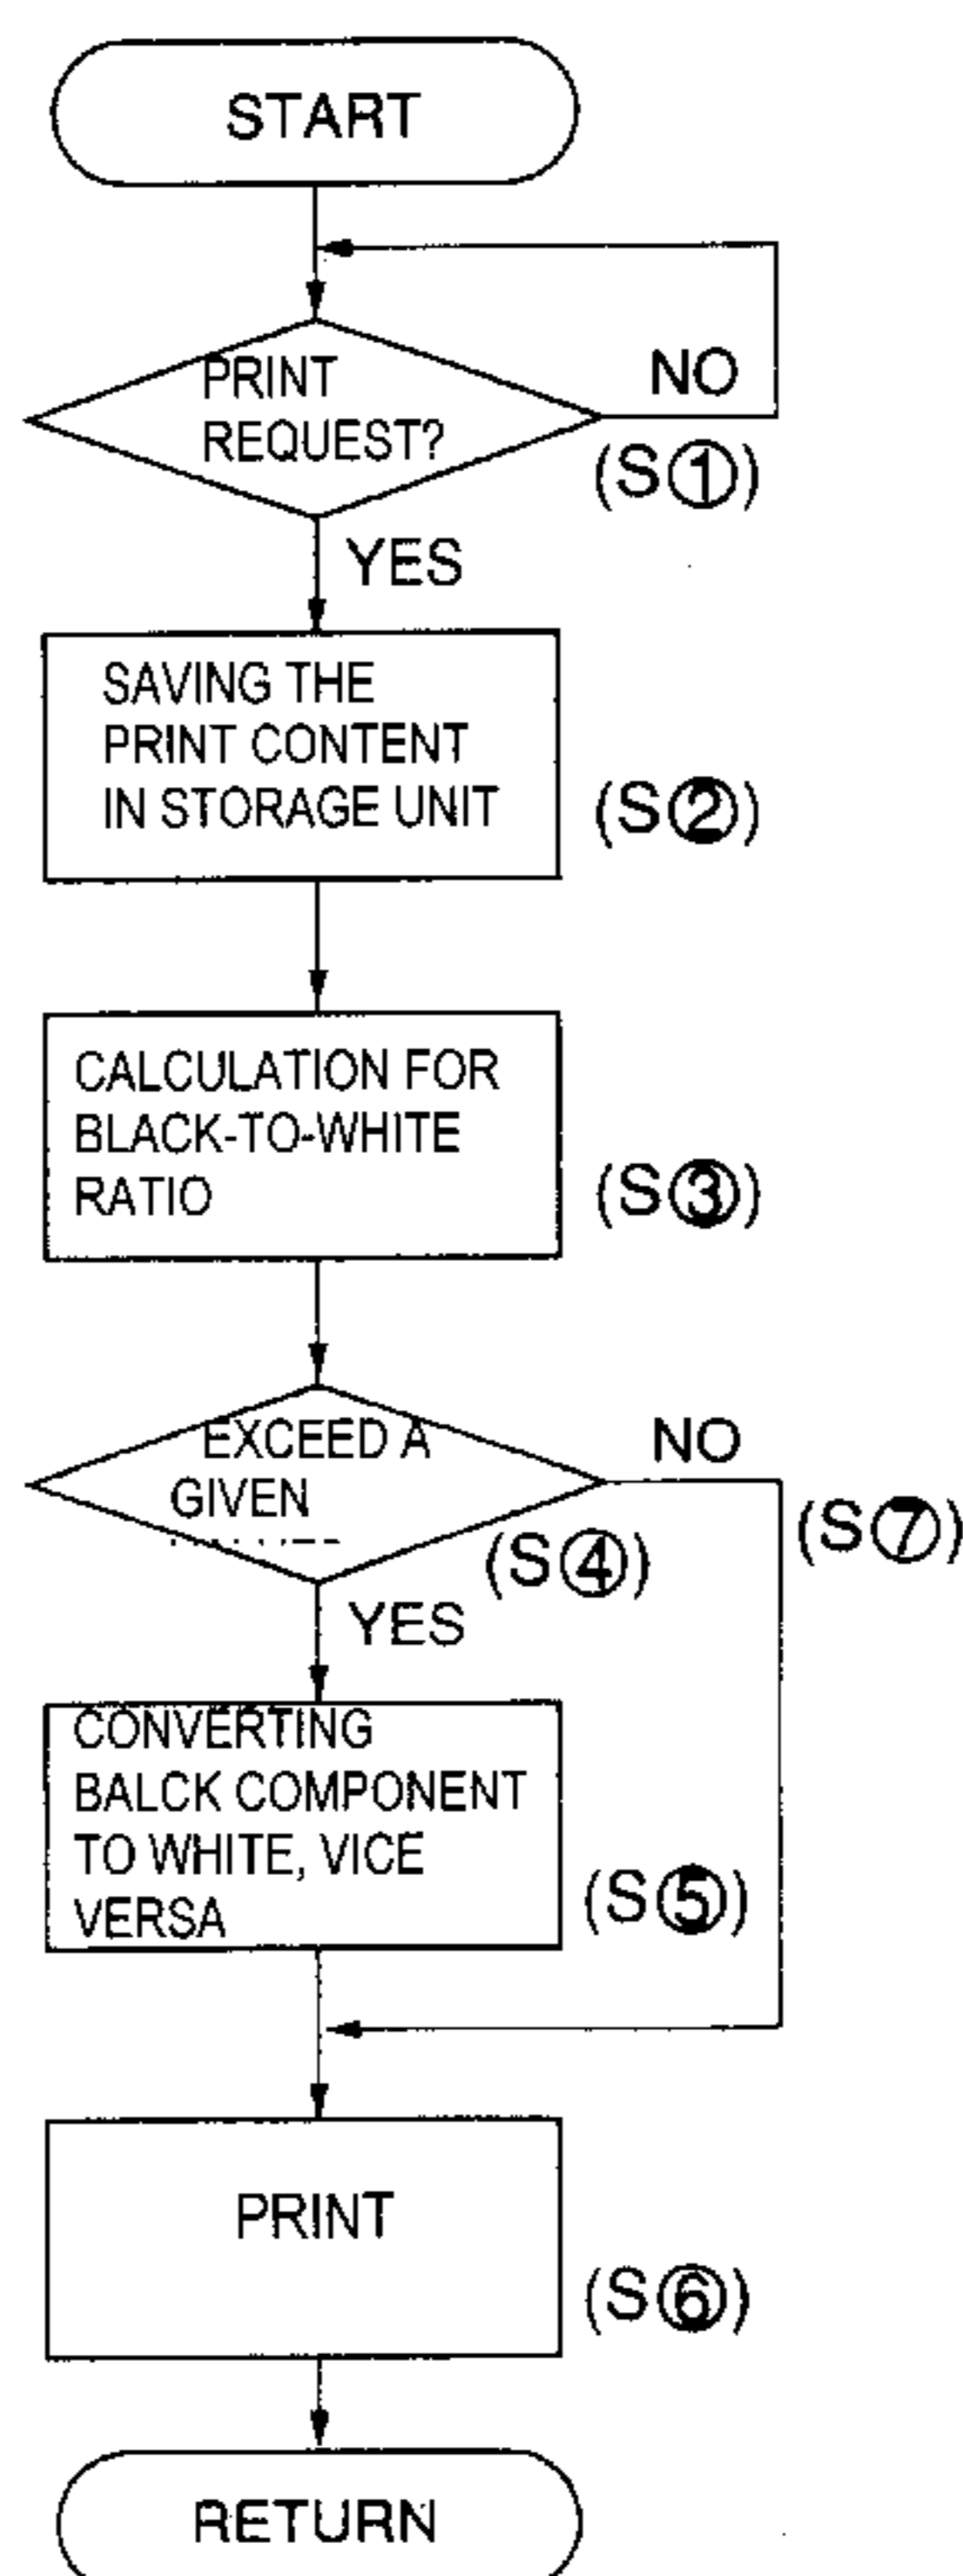 START
PRINT
REQUEST?
NO
(S①)
YES
SAVING THE
PRINT CONTENT
IN STORAGE UNIT
(S②)
CALCULATION FOR
BLACK-TO-WHITE
RATIO
(S③)
EXCEED A
GIVEN
NO
(S⑦)
(S④)
YES
CONVERTING
BALCK COMPONENT
TO WHITE, VICE
VERSA
(S⑤)
PRINT
(S⑥)
RETURN